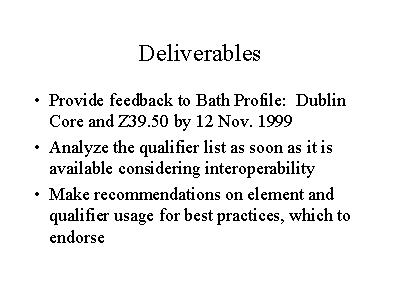 Deliverables
• Provide feedback to Bath Profile: Dublin
Core and Z39.50 by 12 Nov. 1999
• Analyze the qualifier list as soon as it is
available considering interoperability
• Make recommendations on element and
qualifier usage for best practices, which to
endorse